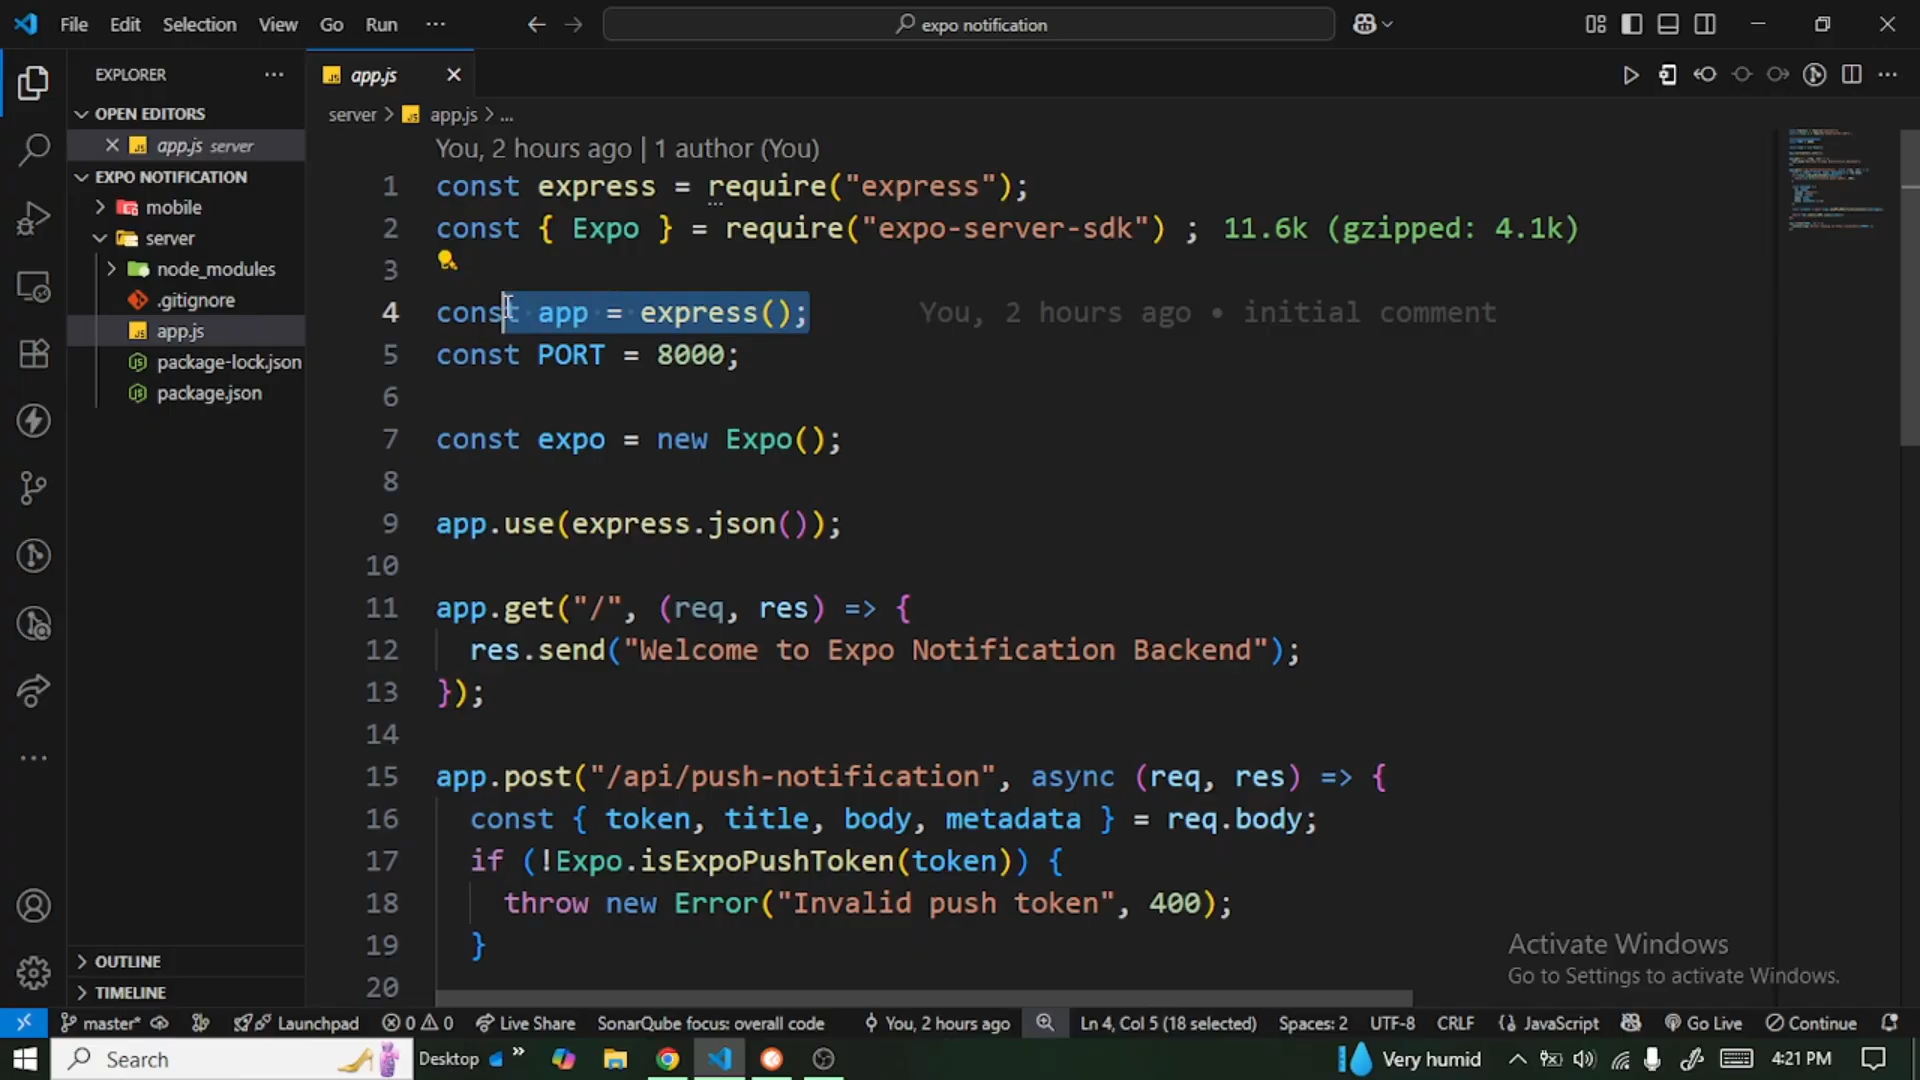 File Edit Selection View Go Run ···
expo notification
EXPLORER ···
OPEN EDITORS
app.js server
EXPO NOTIFICATION
mobile
server
node_modules
.gitignore
app.js
package-lock.json
package.json
OUTLINE
TIMELINE
app.js
server > app.js > ...
You, 2 hours ago | 1 author (You)
1 const express = require("express");
2 const { Expo } = require("expo-server-sdk") ; 11.6k (gzipped: 4.1k)
3
4 const app = express(); You, 2 hours ago • initial comment
5 const PORT = 8000;
6
7 const expo = new Expo();
8
9 app.use(express.json());
10
11 app.get("/", (req, res) => {
12 res.send("Welcome to Expo Notification Backend");
13 });
14
15 app.post("/api/push-notification", async (req, res) => {
16 const { token, title, body, metadata } = req.body;
17 if (!Expo.isExpoPushToken(token)) {
18 throw new Error("Invalid push token", 400);
19 }
20
Activate Windows
Go to Settings to activate Windows.
master* Launchpad 0 0 Live Share SonarQube focus: overall code You, 2 hours ago Ln 4, Col 5 (18 selected) Spaces: 2 UTF-8 CRLF JavaScript Go Live Continue
Search Desktop Very humid 4:21 PM